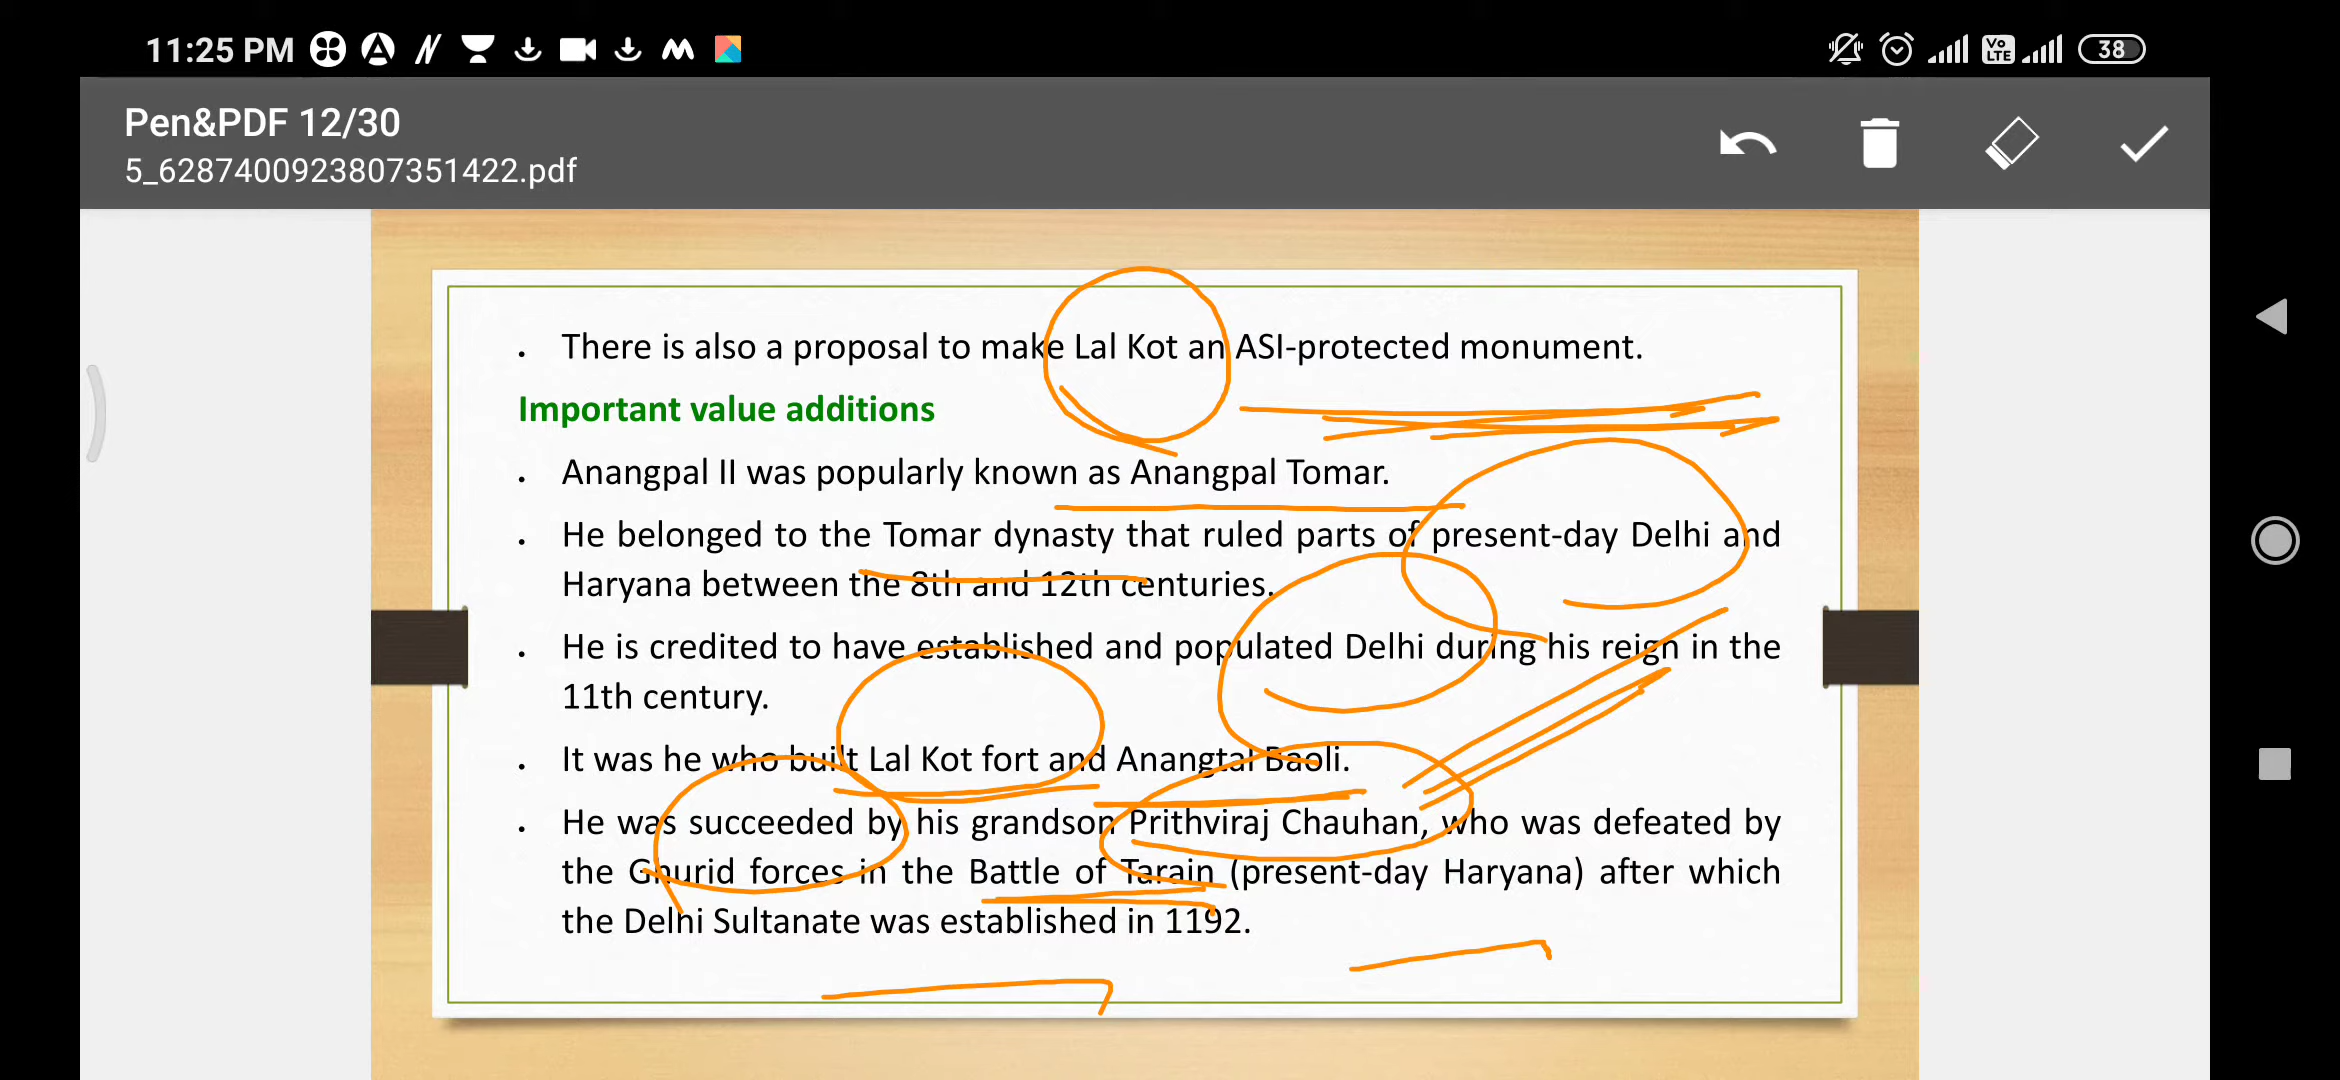 11:25 PM
38
Pen&PDF 12/30
5_6287400923807351422.pdf
There is also a proposal to make Lal Kot an ASI-protected monument.
Important value additions
Anangpal II was popularly known as Anangpal Tomar.
He belonged to the Tomar dynasty that ruled parts of present-day Delhi and
Haryana between the 8th and 12th centuries.
He is credited to have established and populated Delhi during his reign in the
11th century.
It was he who built Lal Kot fort and Anangtal Baoli.
He was succeeded by his grandson Prithviraj Chauhan, who was defeated by
the Ghurid forces in the Battle of Tarain (present-day Haryana) after which
the Delhi Sultanate was established in 1192.